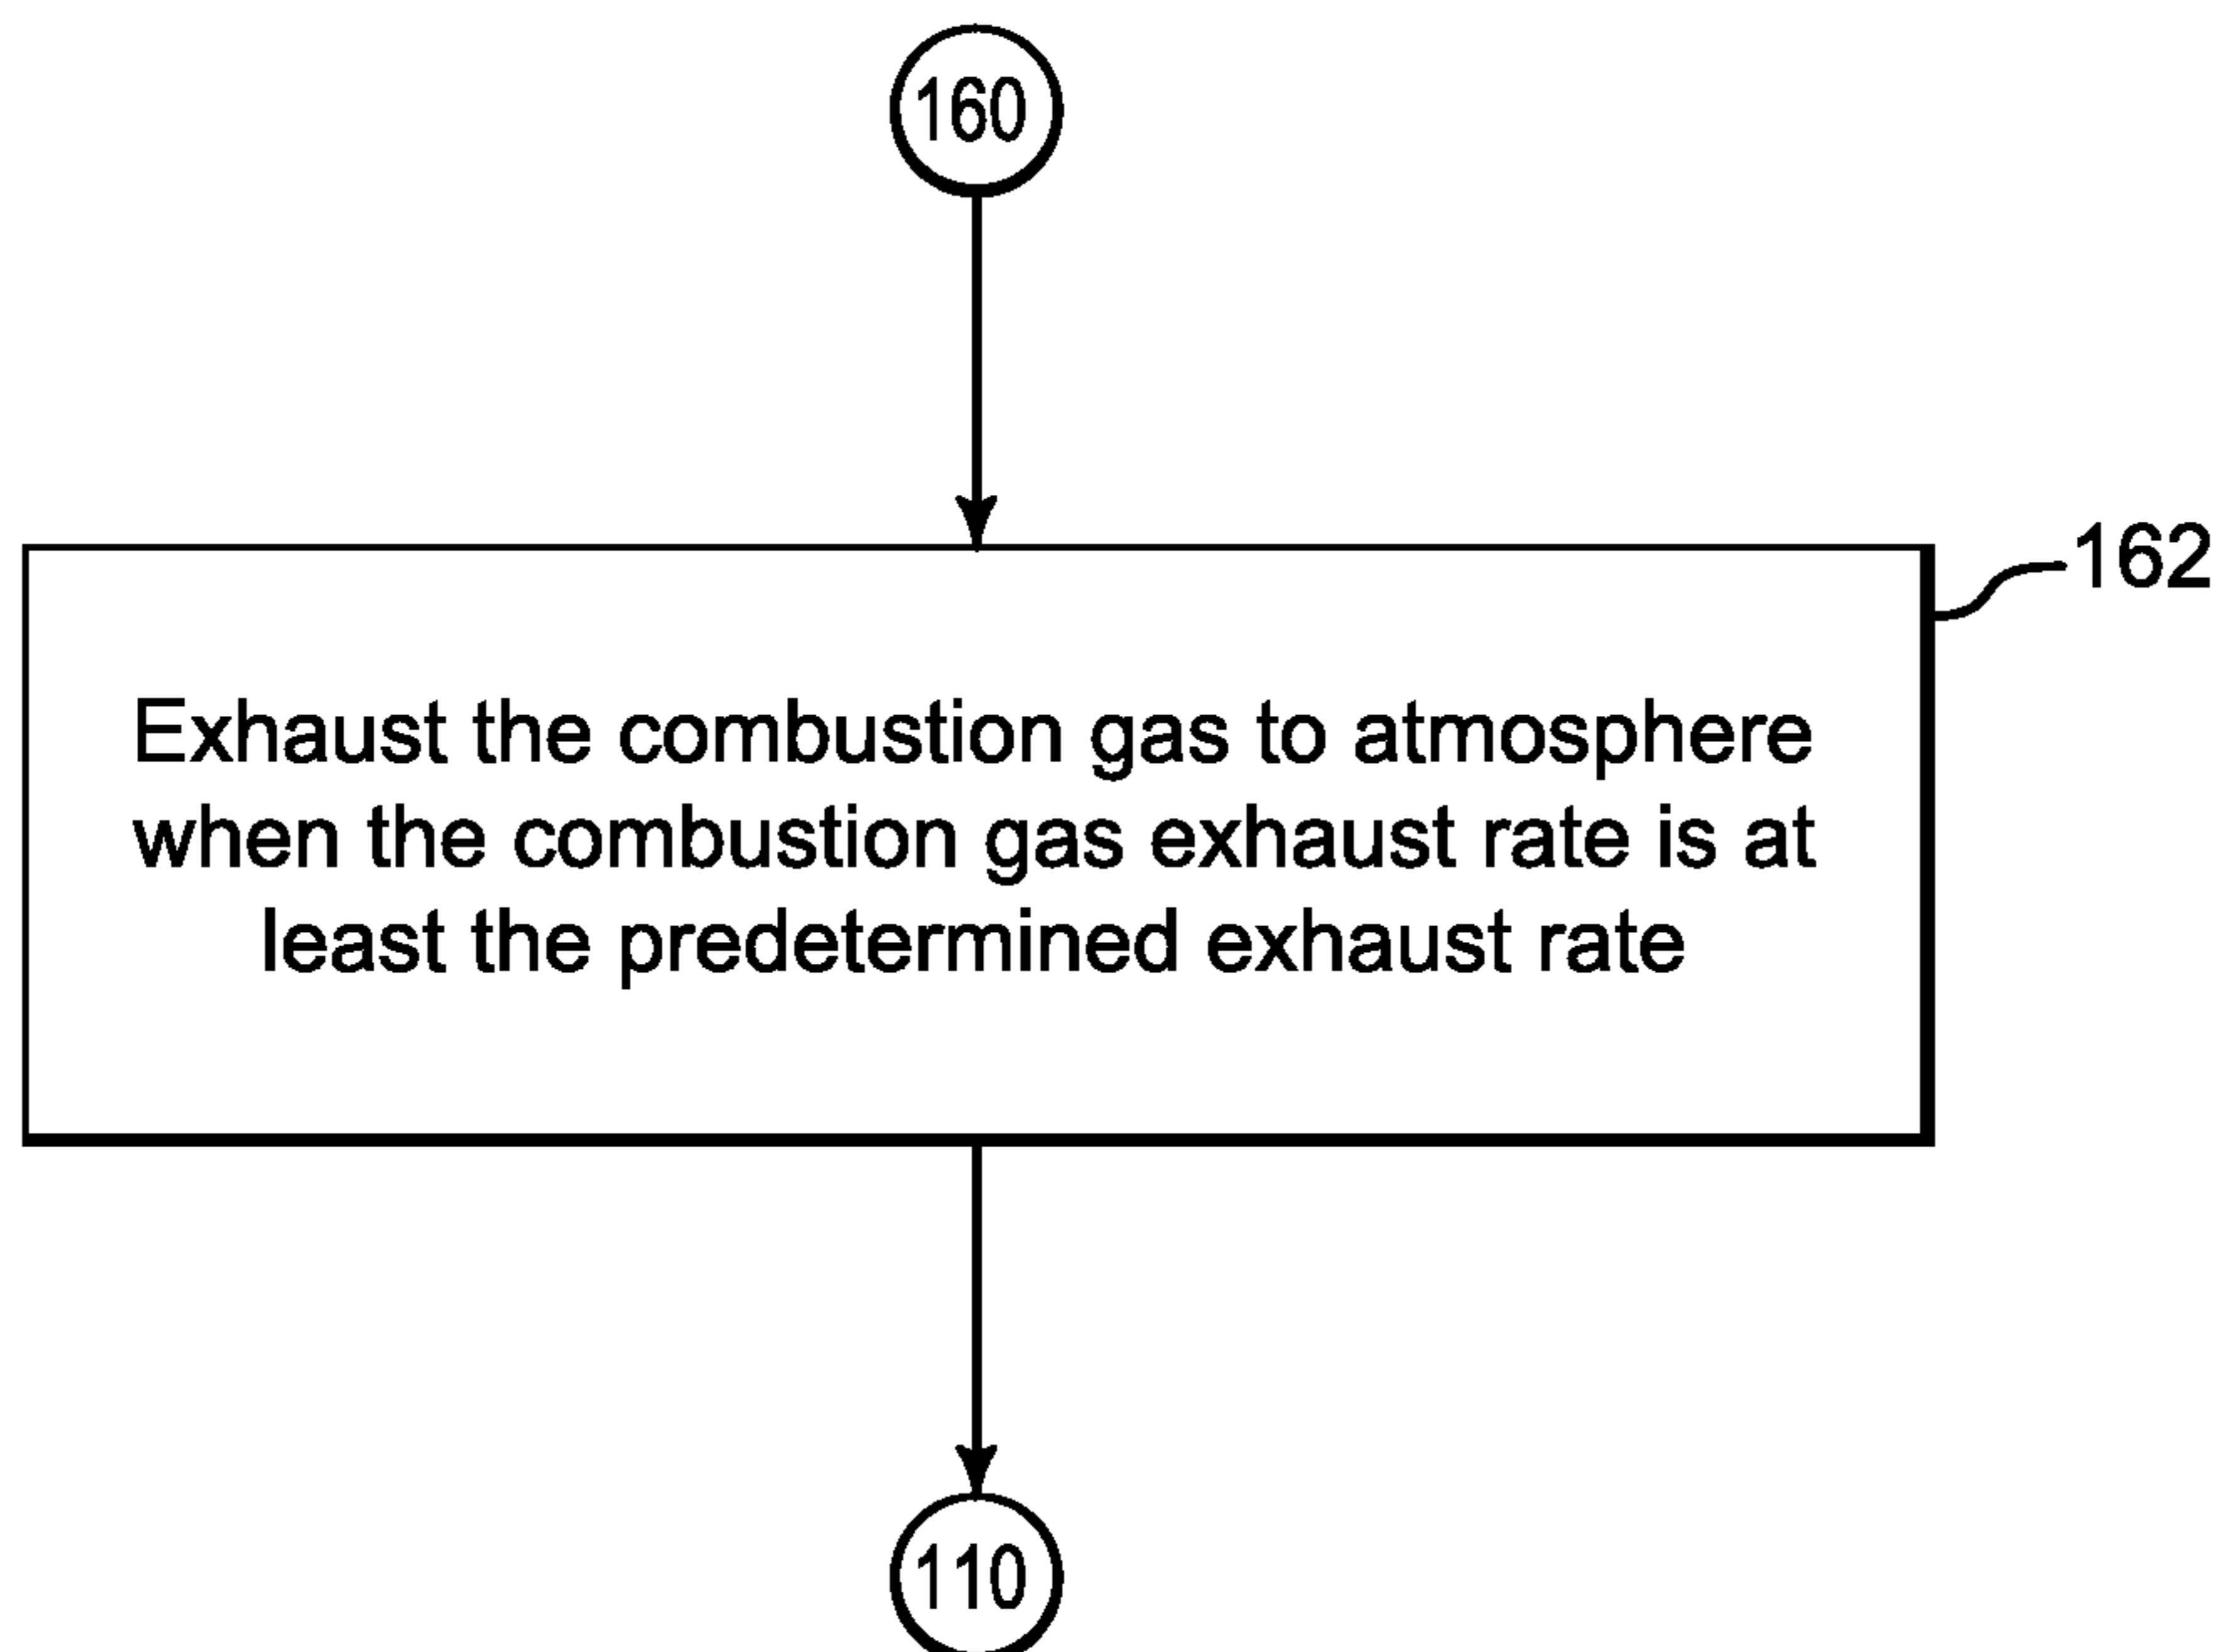 160
162
Exhaust the combustion gas to atmosphere
when the combustion gas exhaust rate is at
least the predetermined exhaust rate
110